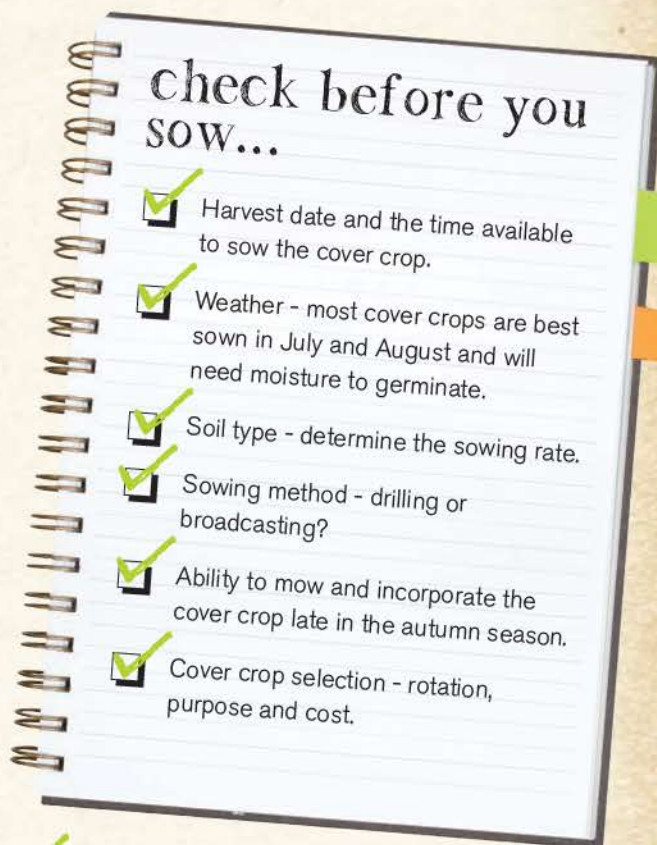 check before you
sow...
Harvest date and the time available
to sow the cover crop.
Weather - most cover crops are best
sown in July and August and will
need moisture to germinate.
Soil type - determine the sowing rate.
Sowing method - drilling or
broadcasting?
Ability to mow and incorporate the
cover crop late in the autumn season.
Cover crop selection - rotation,
purpose and cost.